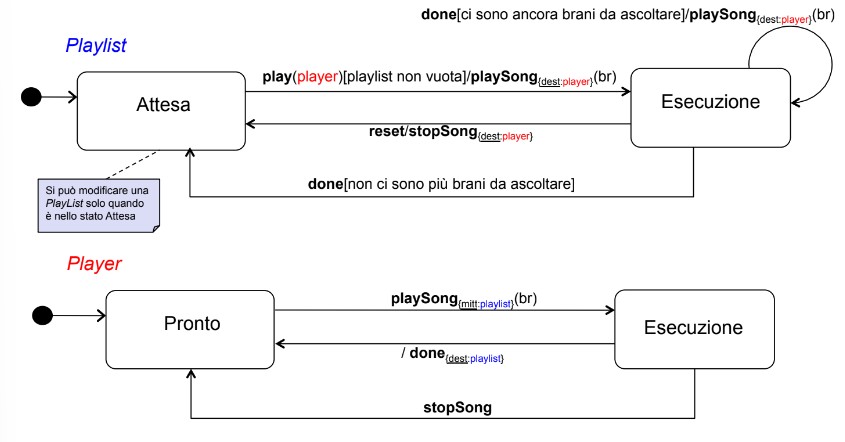 done[ci sono ancora brani da ascoltare]/playSong{dest:player}(br)
Playlist
play(player)[playlist non vuota]/playSong{dest:player}(br)
Attesa
Esecuzione
reset/stopSong{dest:player}
done[non ci sono più brani da ascoltare]
Si può modificare una
PlayList solo quando
è nello stato Attesa
Player
playSong{mitt:playlist}(br)
Pronto
Esecuzione
/ done{dest:playlist}
stopSong